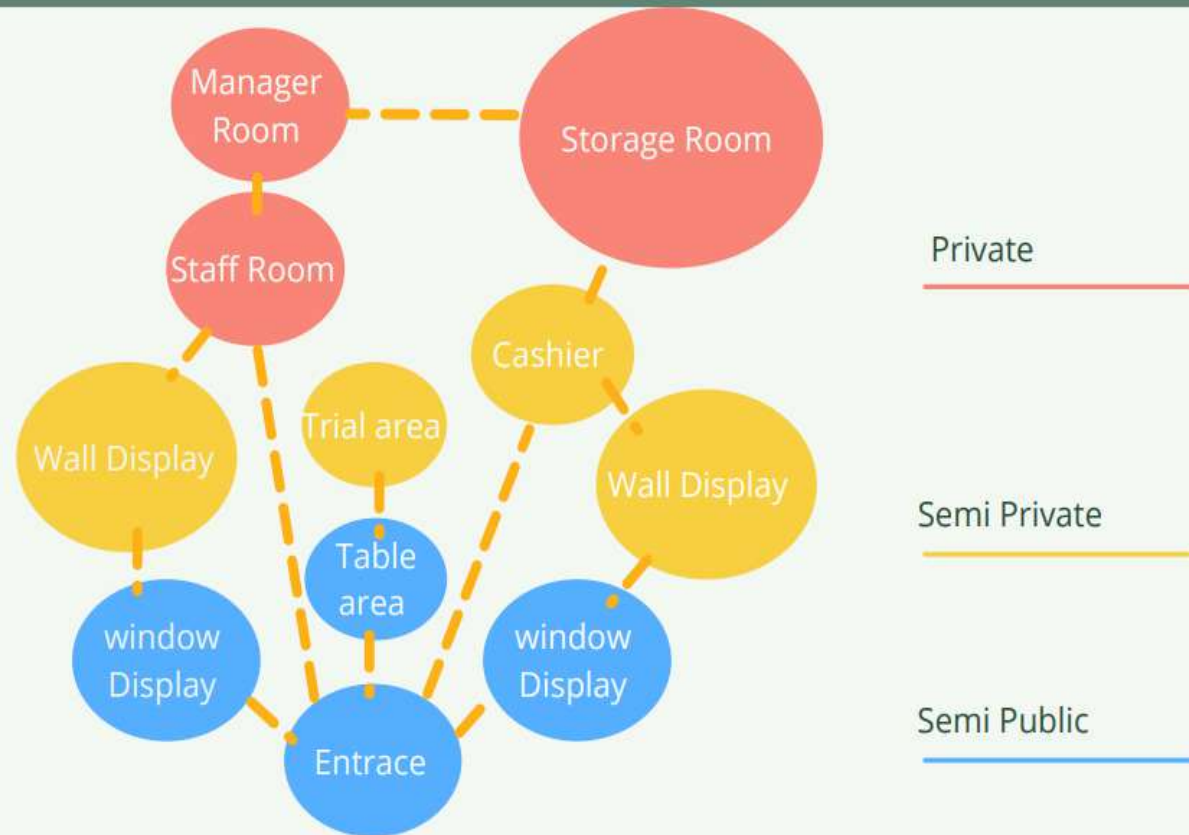 Manager
Room
Storage Room
Private
Staff Room
Cashier
Trial area
Wall Display
Wall Display
Semi Private
Table
area
window
Display
window
Display
Semi Public
Entrace